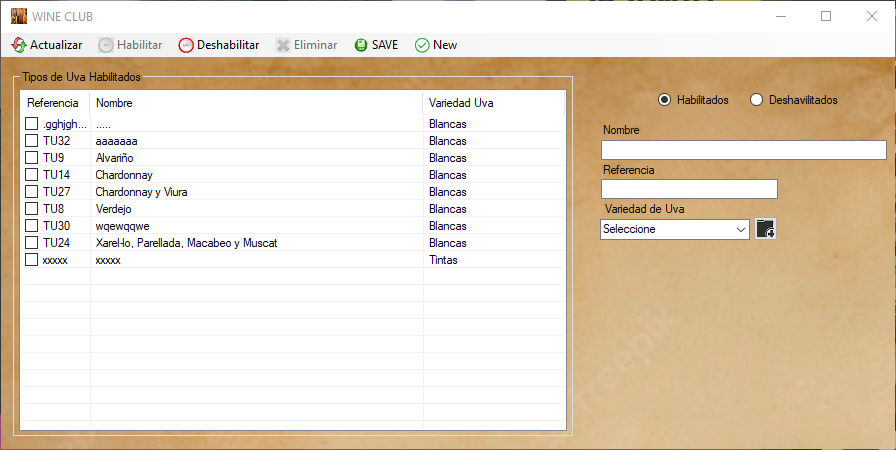 WINE CLUB
Actualizar Habilitar Deshabilitar Eliminar SAVE New
Tipos de Uva Habilitados
Referencia Nombre Variedad Uva
.gghjgh... ..... Blancas
TU32 aaaaaaa Blancas
TU9 Alvariño Blancas
TU14 Chardonnay Blancas
TU27 Chardonnay y Viura Blancas
TU8 Verdejo Blancas
TU30 wqewqqwe Blancas
TU24 Xarel-lo, Parellada, Macabeo y Muscat Blancas
xxxxx xxxxx Tintas
Habilitados Deshavilitados
Nombre
Referencia
Variedad de Uva
Seleccione
freepik